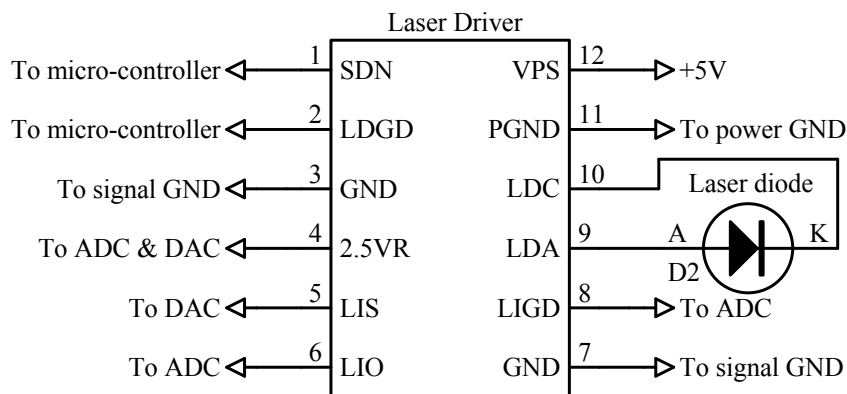 Laser Driver
To micro-controller 1 SDN VPS 12 +5V
To micro-controller 2 LDGD PGND 11 To power GND
To signal GND 3 GND LDC 10
Laser diode
To ADC & DAC 4 2.5VR LDA 9 A K
D2
To DAC 5 LIS LIGD 8 To ADC
To ADC 6 LIO GND 7 To signal GND